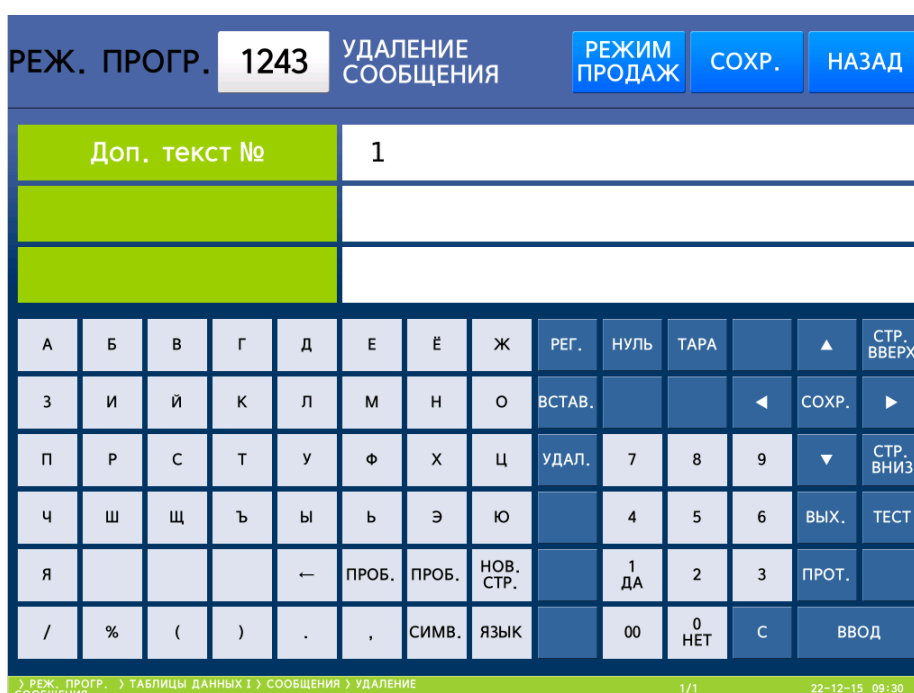 РЕЖ. ПРОГР. 1243 УДАЛЕНИЕ СООБЩЕНИЯ РЕЖИМ ПРОДАЖ СОХР. НАЗАД
Доп. текст № 1
А Б В Г Д Е Ё Ж РЕГ. НУЛЬ ТАРА ▲ СТР. ВВЕРХ
З И Й К Л М Н О ВСТАВ. ◀ СОХР. ▶
П Р С Т У Ф Х Ц УДАЛ. 7 8 9 ▼ СТР. ВНИЗ
Ч Ш Щ Ъ Ы Ь Э Ю 4 5 6 ВЫХ. ТЕСТ
Я ← ПРОБ. ПРОБ. НОВ. СТР. 1 ДА 2 3 ПРОТ.
/ % ( ) . , СИМВ. ЯЗЫК 00 0 НЕТ С ВВОД
> РЕЖ. ПРОГР. > ТАБЛИЦЫ ДАННЫХ I > СООБЩЕНИЯ > УДАЛЕНИЕ
СООБЩЕНИЯ 1/1 22-12-15 09:30